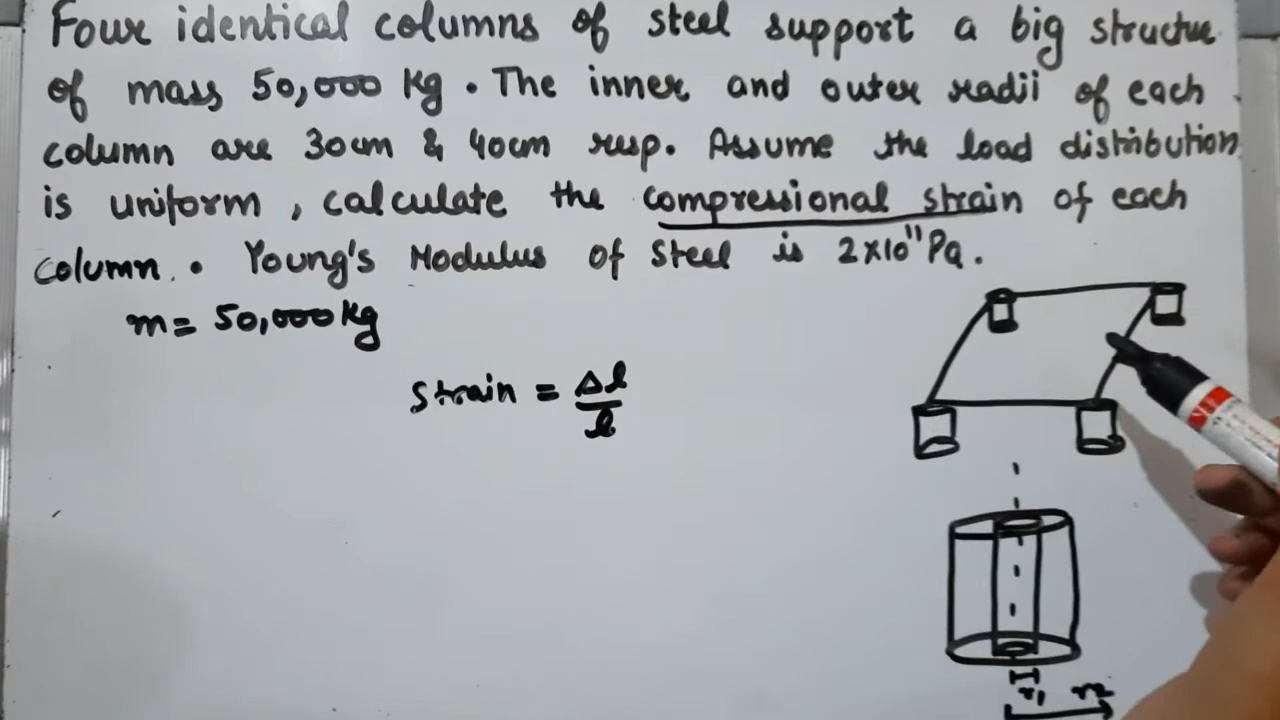 Four identical columns of steel support a big structure
of mass 50,000 kg. The inner and outer radii of each
column are 30cm & 40cm resp. Assume the load distribution
is uniform, calculate the compressional strain of each
column. Young's Modulus of Steel is 2×10¹¹ Pa.
m = 50,000 kg
Strain = Δl/l
r₁ r2